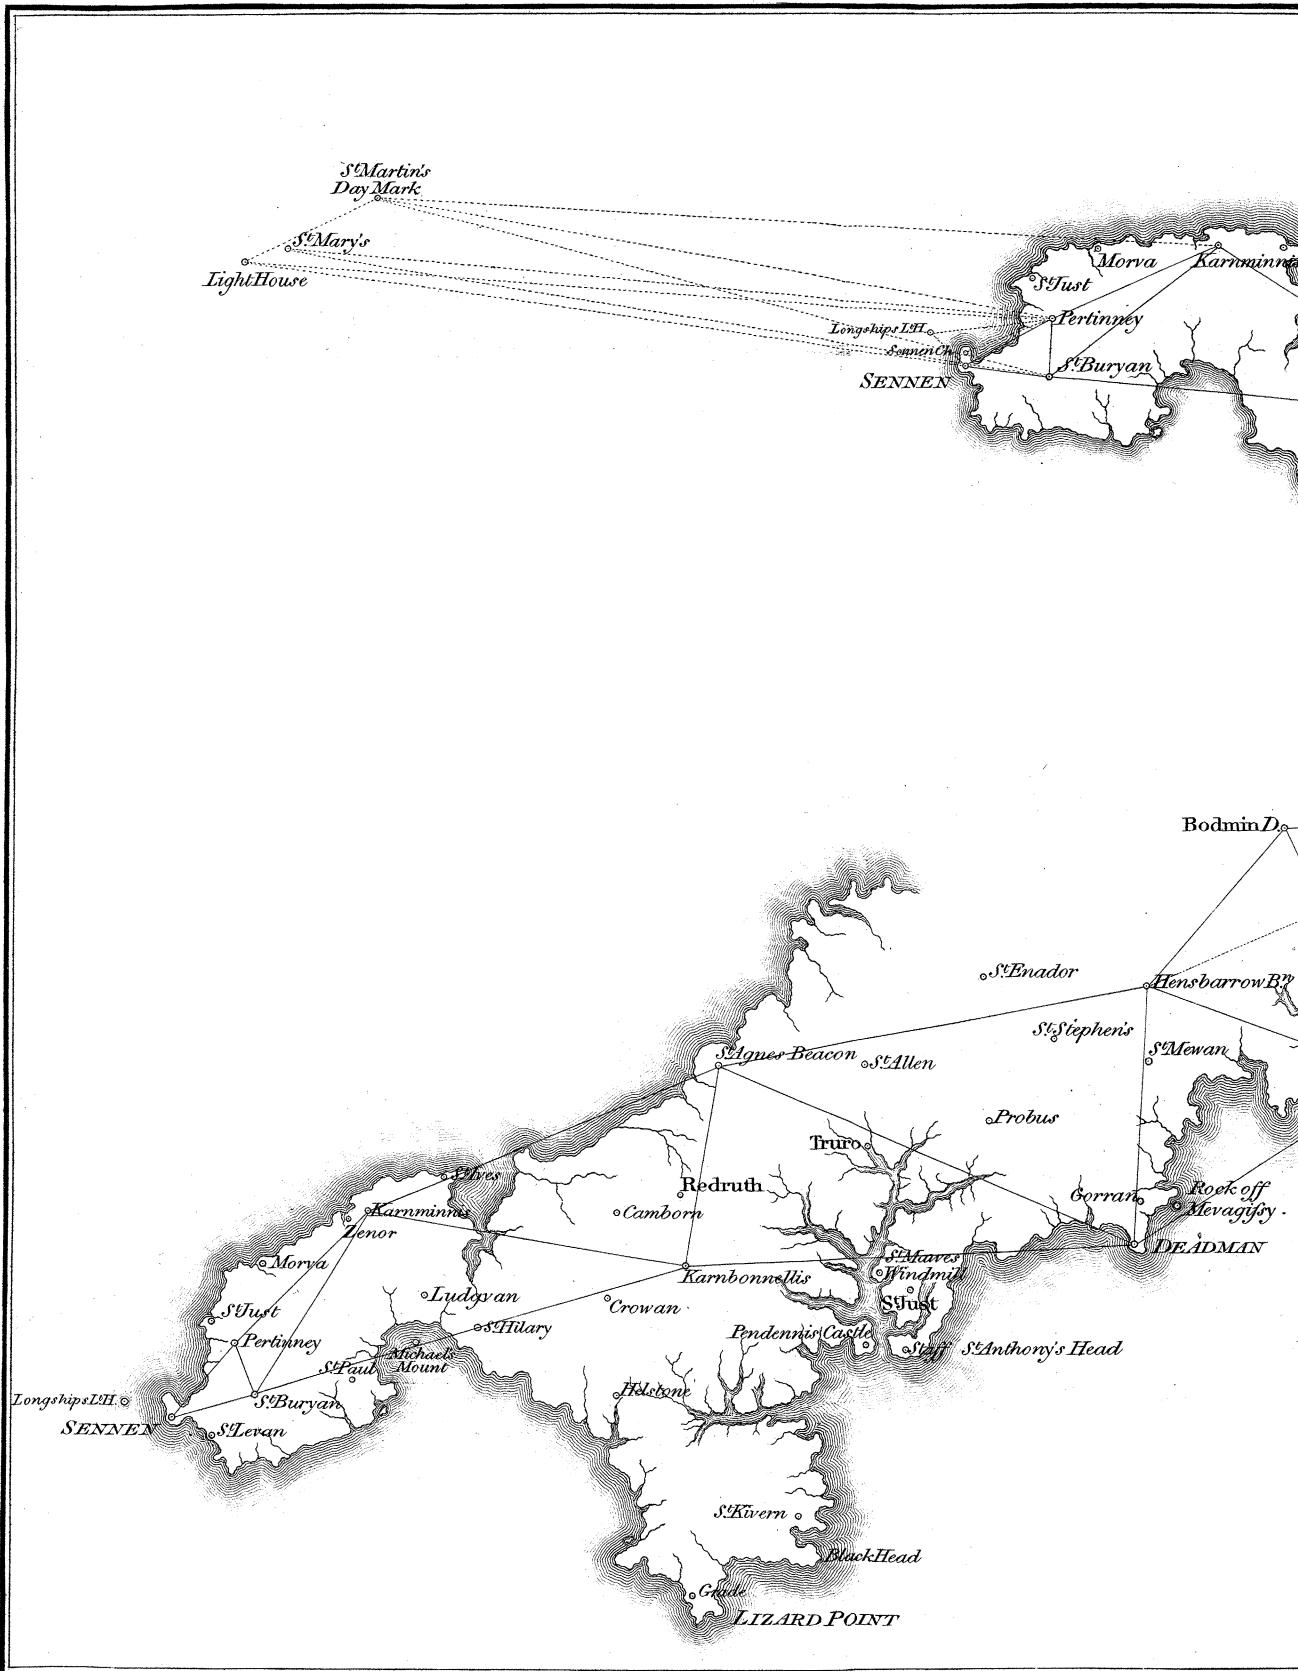 St. Martin's
Day Mark
St. Mary's
Light House
Morva
Karnminnis
St. Just
Pertinney
Longships Lt. H.
Sennen Ch.
St. Buryan
SENNEN
Bodmin D.
St. Enador
Hensbarrow Bn.
St. Stephen's
St. Mewan
St. Agnes Beacon
St. Allen
Probus
Truro
St. Ives
Redruth
Gorran
Rock off
Mevagissy.
Karnminnis
Camborn
Zenor
DEADMAN
St. Mawes
Windmill
Morva
Karnbonnellis
Ludgvan
Crowan
St. Just
St. Just
St. Hilary
Pendennis Castle
Pertinney
Michael's
Mount
Staff
St. Anthony's Head
St. Paul
Longships Lt. H.
St. Buryan
Helstone
SENNEN
St. Levan
St. Kivern
Black Head
Grade
LIZARD POINT